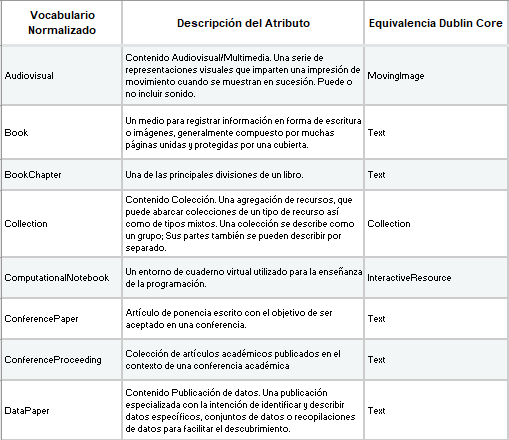 Vocabulario
Normalizado
Descripción del Atributo
Equivalencia Dublin Core
Audiovisual
Contenido Audiovisual/Multimedia. Una serie de
representaciones visuales que imparten una impresión de
movimiento cuando se muestran en sucesión. Puede o
no incluir sonido.
MovingImage
Book
Un medio para registrar información en forma de escritura
o imágenes, generalmente compuesto por muchas
páginas unidas y protegidas por una cubierta.
Text
BookChapter
Una de las principales divisiones de un libro.
Text
Collection
Contenido Colección. Una agregación de recursos, que
puede abarcar colecciones de un tipo de recurso así
como de tipos mixtos. Una colección se describe como
un grupo; Sus partes también se pueden describir por
separado.
Collection
ComputationalNotebook
Un entorno de cuaderno virtual utilizado para la enseñanza
de la programación.
InteractiveResource
ConferencePaper
Artículo de ponencia escrito con el objetivo de ser
aceptado en una conferencia.
Text
ConferenceProceeding
Colección de artículos académicos publicados en el
contexto de una conferencia académica
Text
DataPaper
Contenido Publicación de datos. Una publicación
especializada con la intención de identificar y describir
datos específicos, conjuntos de datos o recopilaciones
de datos para facilitar el descubrimiento.
Text